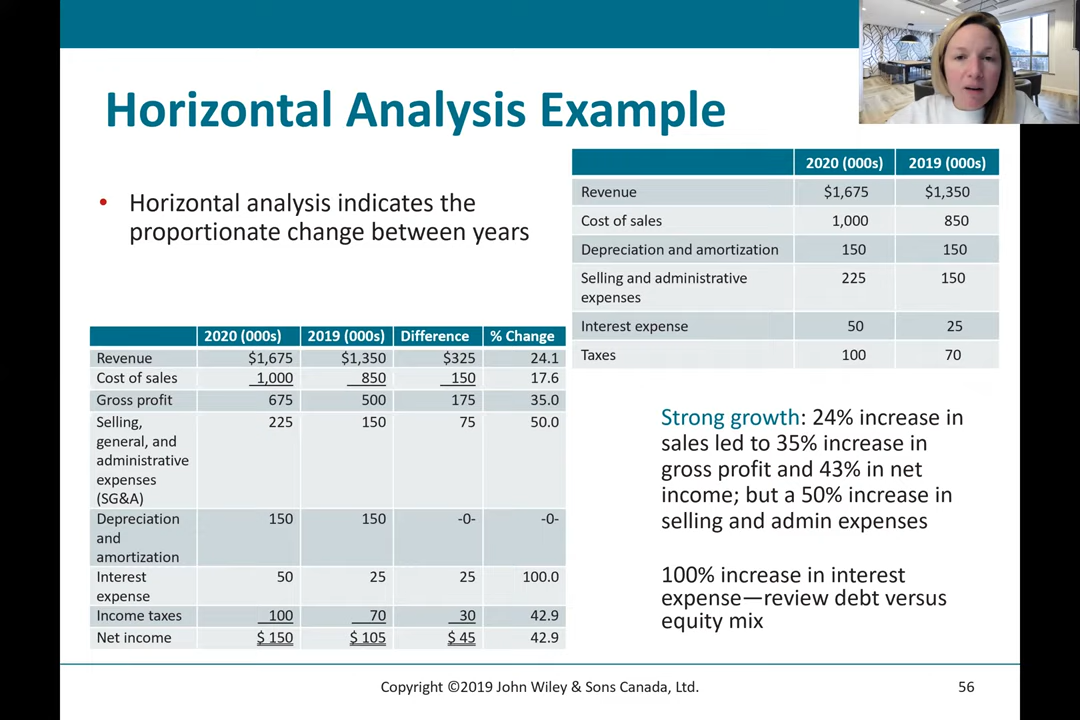 Horizontal Analysis Example
• Horizontal analysis indicates the
proportionate change between years
2020 (000s) 2019 (000s)
Revenue $1,675 $1,350
Cost of sales 1,000 850
Depreciation and amortization 150 150
Selling and administrative
expenses 225 150
Interest expense 50 25
Taxes 100 70
2020 (000s) 2019 (000s) Difference % Change
Revenue $1,675 $1,350 $325 24.1
Cost of sales 1,000 850 150 17.6
Gross profit 675 500 175 35.0
Selling, 225 150 75 50.0
general, and
administrative
expenses
(SG&A)
Depreciation 150 150 -0- -0-
and
amortization
Interest 50 25 25 100.0
expense
Income taxes 100 70 30 42.9
Net income $ 150 $ 105 $ 45 42.9
Strong growth: 24% increase in
sales led to 35% increase in
gross profit and 43% in net
income; but a 50% increase in
selling and admin expenses
100% increase in interest
expense—review debt versus
equity mix
Copyright ©2019 John Wiley & Sons Canada, Ltd.
56